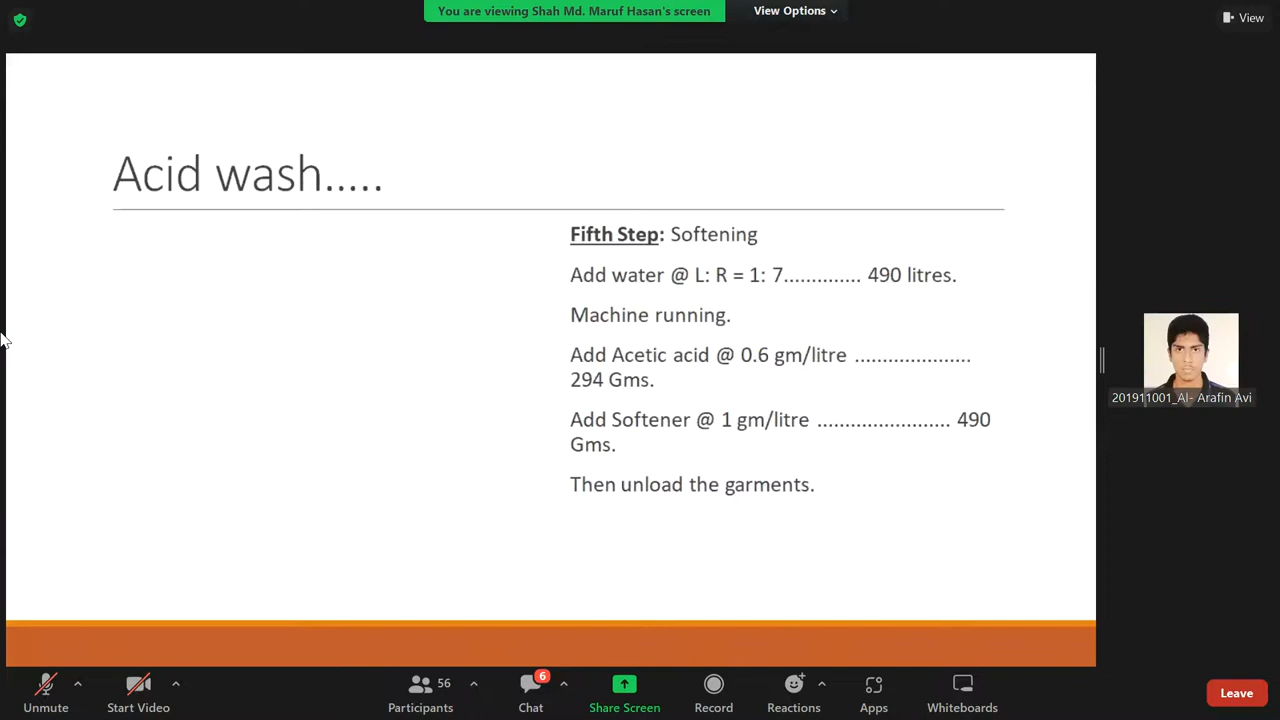 You are viewing Shah Md. Maruf Hasan's screen
View Options
View
Acid wash.....
Fifth Step: Softening
Add water @ L: R = 1: 7.............. 490 litres.
Machine running.
Add Acetic acid @ 0.6 gm/litre .....................
294 Gms.
Add Softener @ 1 gm/litre ........................ 490
Gms.
Then unload the garments.
201911001_Al- Arafin Avi
Unmute
Start Video
56
Participants
6
Chat
Share Screen
Record
Reactions
Apps
Whiteboards
Leave